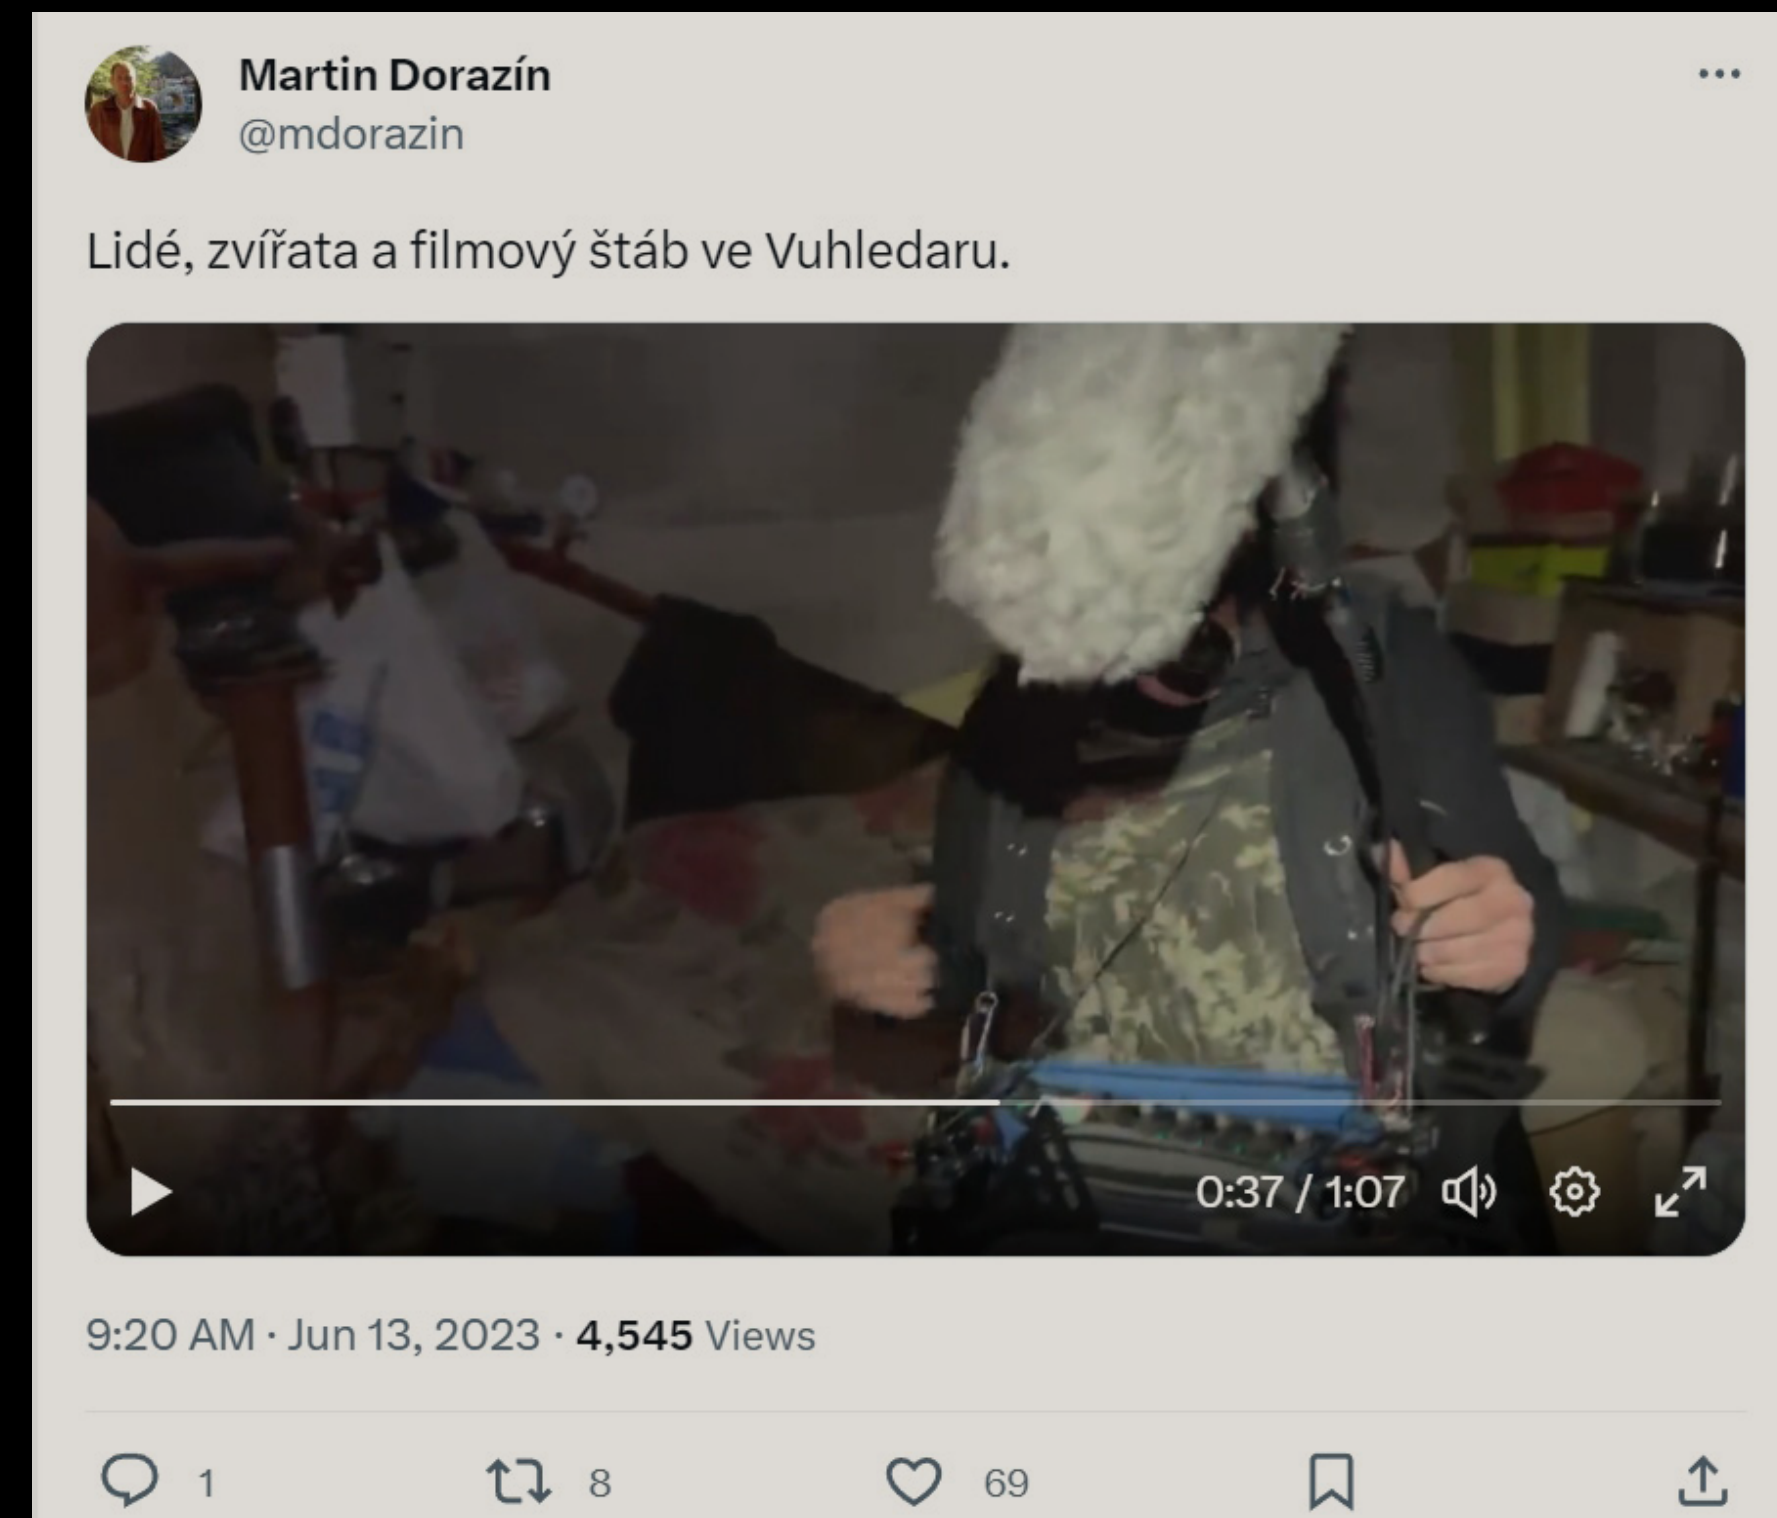 Martin Dorazín
@mdorazin
Lidé, zvířata a filmový štáb ve Vuhledaru.
0:37 / 1:07
9:20 AM · Jun 13, 2023 · 4,545 Views
1 8 69